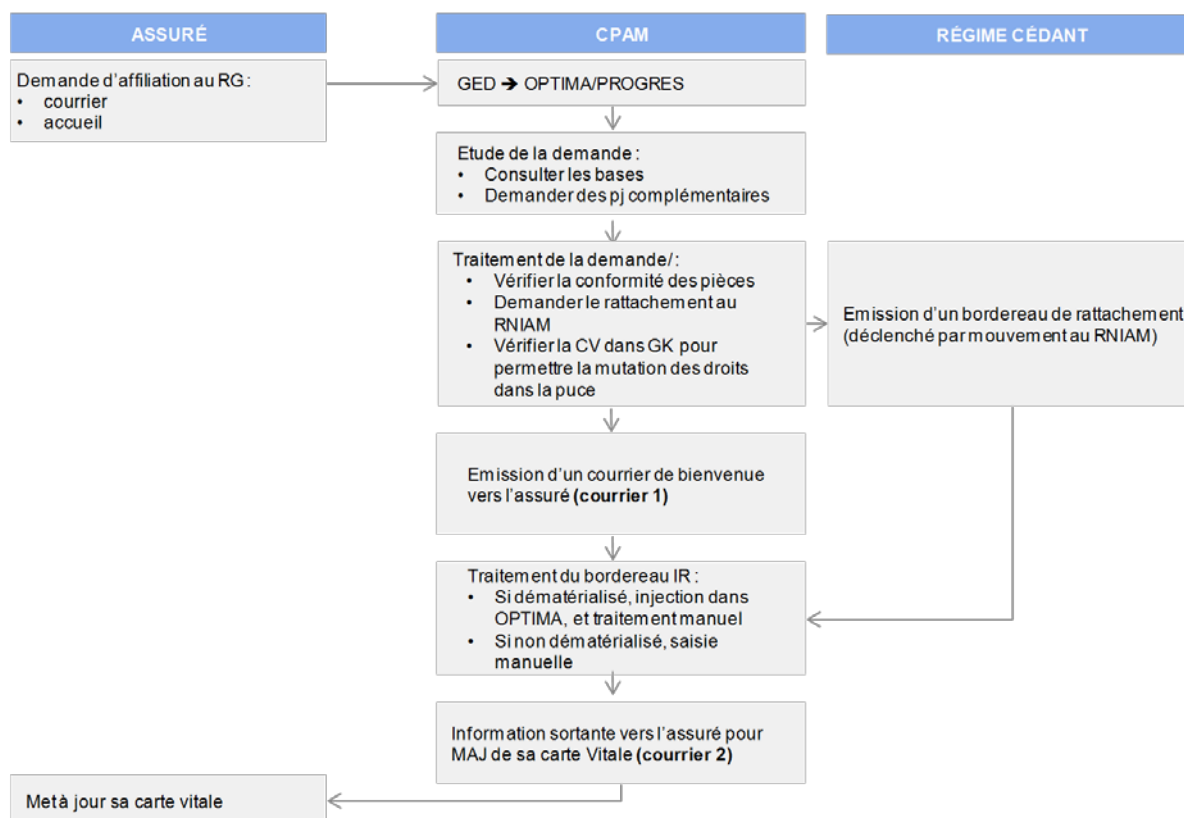 ASSURÉ
CPAM
RÉGIME CÉDANT
Demande d'affiliation au RG :
• courrier
• accueil
GED ➔ OPTIMA/PROGRES
Etude de la demande :
• Consulter les bases
• Demander des pj complémentaires
Traitement de la demande/ :
• Vérifier la conformité des pièces
• Demander le rattachement au
RNIAM
• Vérifier la CV dans GK pour
permettre la mutation des droits
dans la puce
Emission d'un bordereau de rattachement
(déclenché par mouvement au RNIAM)
Emission d'un courrier de bienvenue
vers l'assuré (courrier 1)
Traitement du bordereau IR :
• Si dématérialisé, injection dans
OPTIMA, et traitement manuel
• Si non dématérialisé, saisie
manuelle
Information sortante vers l'assuré pour
MAJ de sa carte Vitale (courrier 2)
Met à jour sa carte vitale